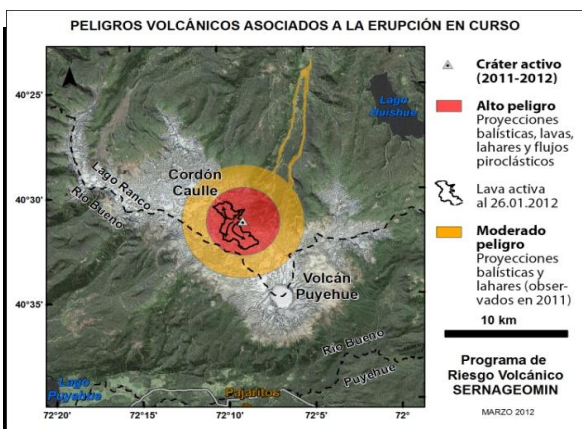 PELIGROS VOLCÁNICOS ASOCIADOS A LA ERUPCIÓN EN CURSO
40°25'
40°30'
40°35'
Lago
Huishue
Cordón
Caulle
Lago Ranco
Río Bueno
Volcán
Puyehue
Río Bueno
Puyehue
Lago
Puyehue
Pajaritos
72°20'
72°15'
72°10'
72°5'
72°
Cráter activo
(2011-2012)
Alto peligro
Proyecciones
balísticas, lavas,
lahares y flujos
piroclásticos
Lava activa
al 26.01.2012
Moderado
peligro
Proyecciones
balísticas y
lahares (obser-
vados en 2011)
10 km
Programa de
Riesgo Volcánico
SERNAGEOMIN
MARZO 2012